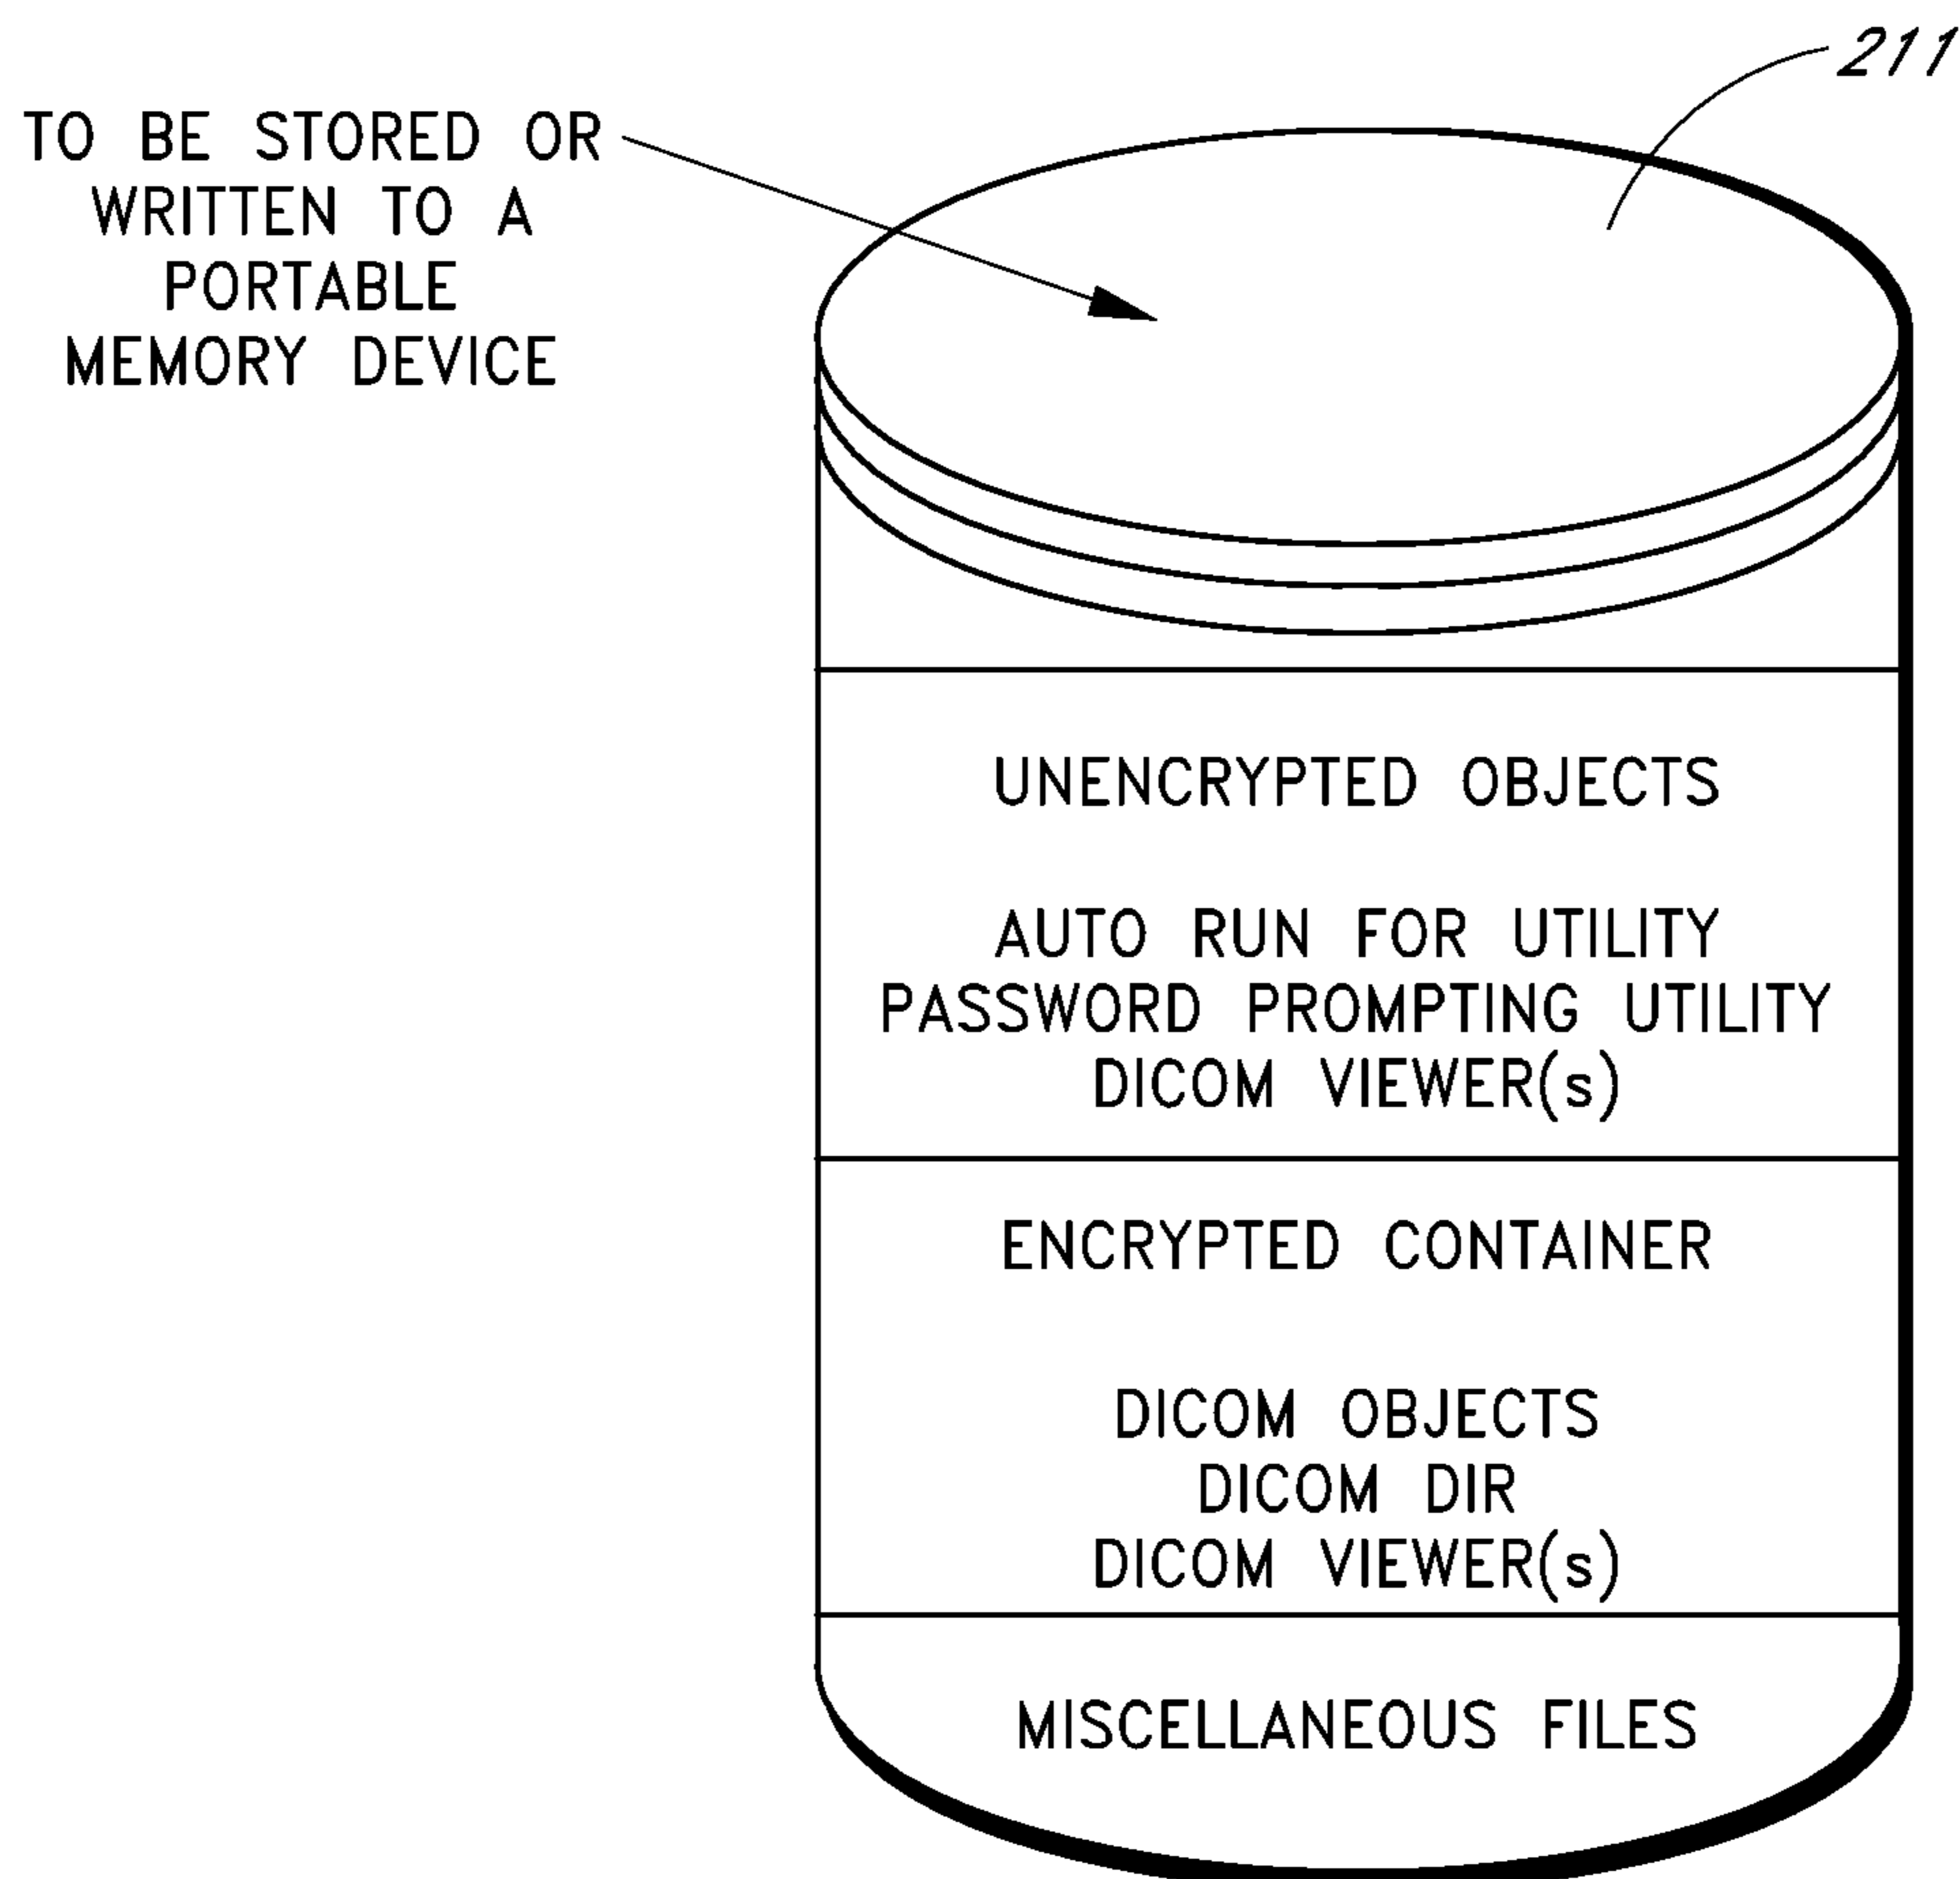 211
TO BE STORED OR
WRITTEN TO A
PORTABLE
MEMORY DEVICE
UNENCRYPTED OBJECTS
AUTO RUN FOR UTILITY
PASSWORD PROMPTING UTILITY
DICOM VIEWER(s)
ENCRYPTED CONTAINER
DICOM OBJECTS
DICOM DIR
DICOM VIEWER(s)
MISCELLANEOUS FILES